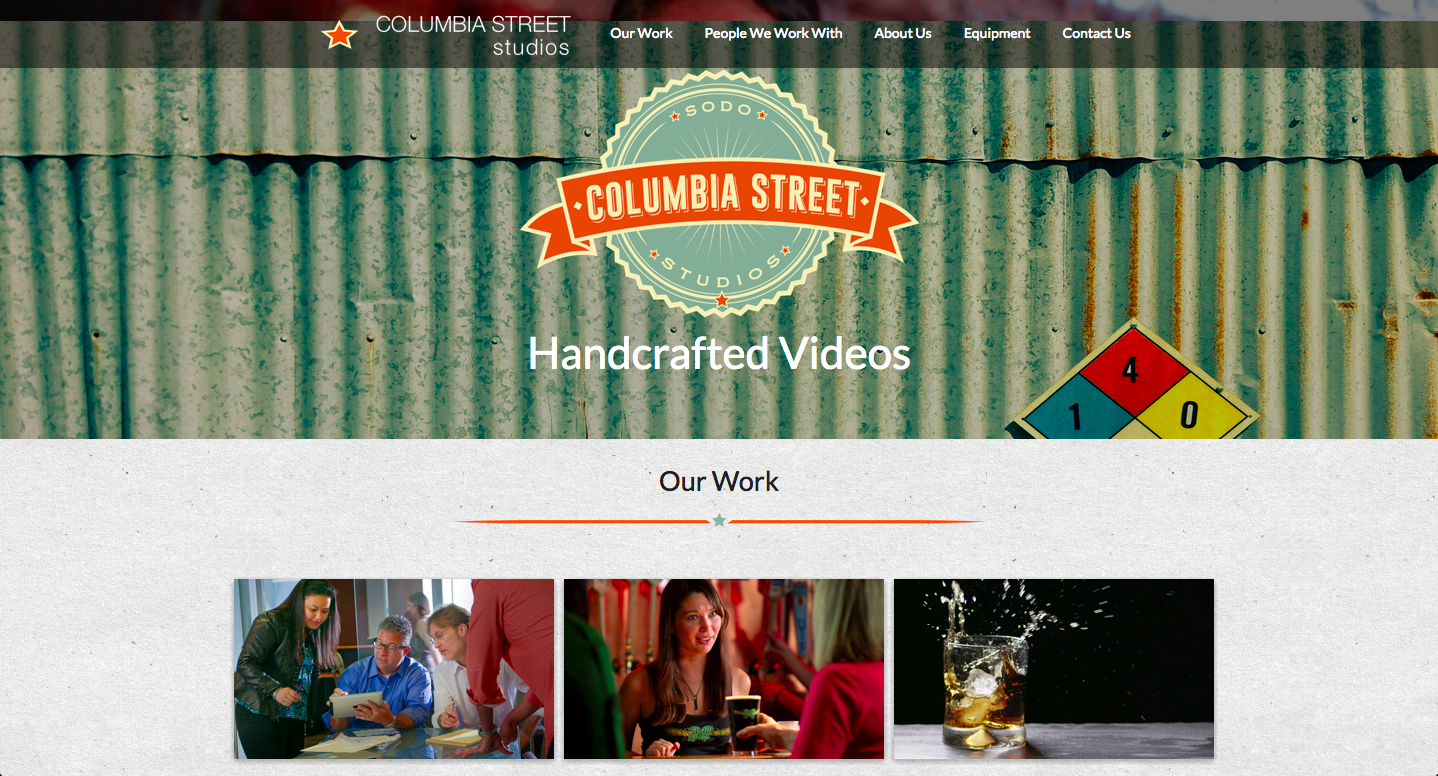 COLUMBIA STREET
studios
Our Work
People We Work With
About Us
Equipment
Contact Us
SODO
COLUMBIA STREET
STUDIOS
Handcrafted Videos
4
1
0
Our Work